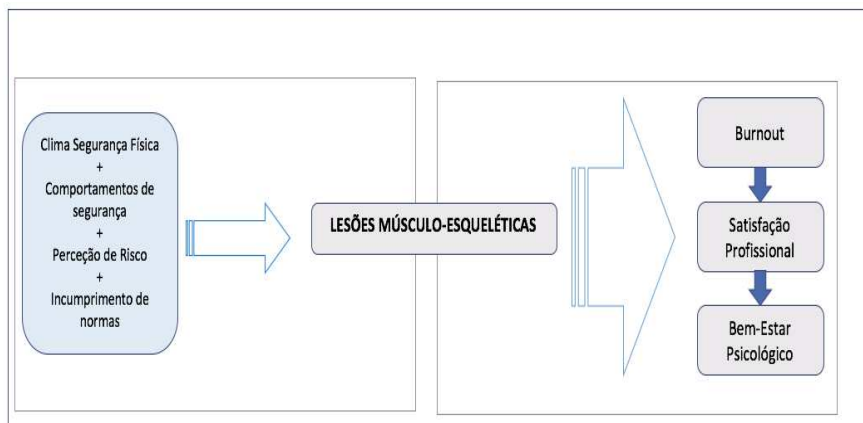 Clima Segurança Física
+
Comportamentos de
segurança
+
Perceção de Risco
+
Incumprimento de
normas
LESÕES MÚSCULO-ESQUELÉTICAS
Burnout
Satisfação
Profissional
Bem-Estar
Psicológico